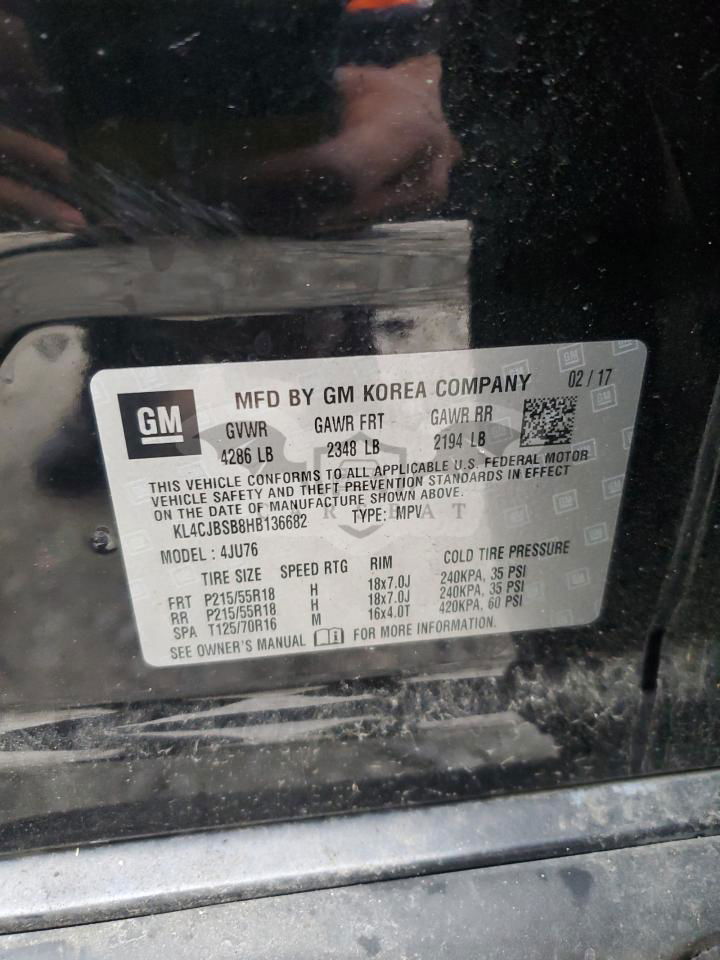 GM
MFD BY GM KOREA COMPANY 02 / 17
GVWR GAWR FRT GAWR RR
4286 LB 2348 LB 2194 LB
THIS VEHICLE CONFORMS TO ALL APPLICABLE U.S. FEDERAL MOTOR
VEHICLE SAFETY AND THEFT PREVENTION STANDARDS IN EFFECT
ON THE DATE OF MANUFACTURE SHOWN ABOVE.
KL4CJBSB8HB136682 TYPE: MPV
MODEL : 4JU76
TIRE SIZE SPEED RTG RIM COLD TIRE PRESSURE
FRT P215/55R18 H 18x7.0J 240KPA, 35 PSI
RR P215/55R18 H 18x7.0J 240KPA, 35 PSI
SPA T125/70R16 M 16x4.0T 420KPA, 60 PSI
SEE OWNER'S MANUAL FOR MORE INFORMATION.